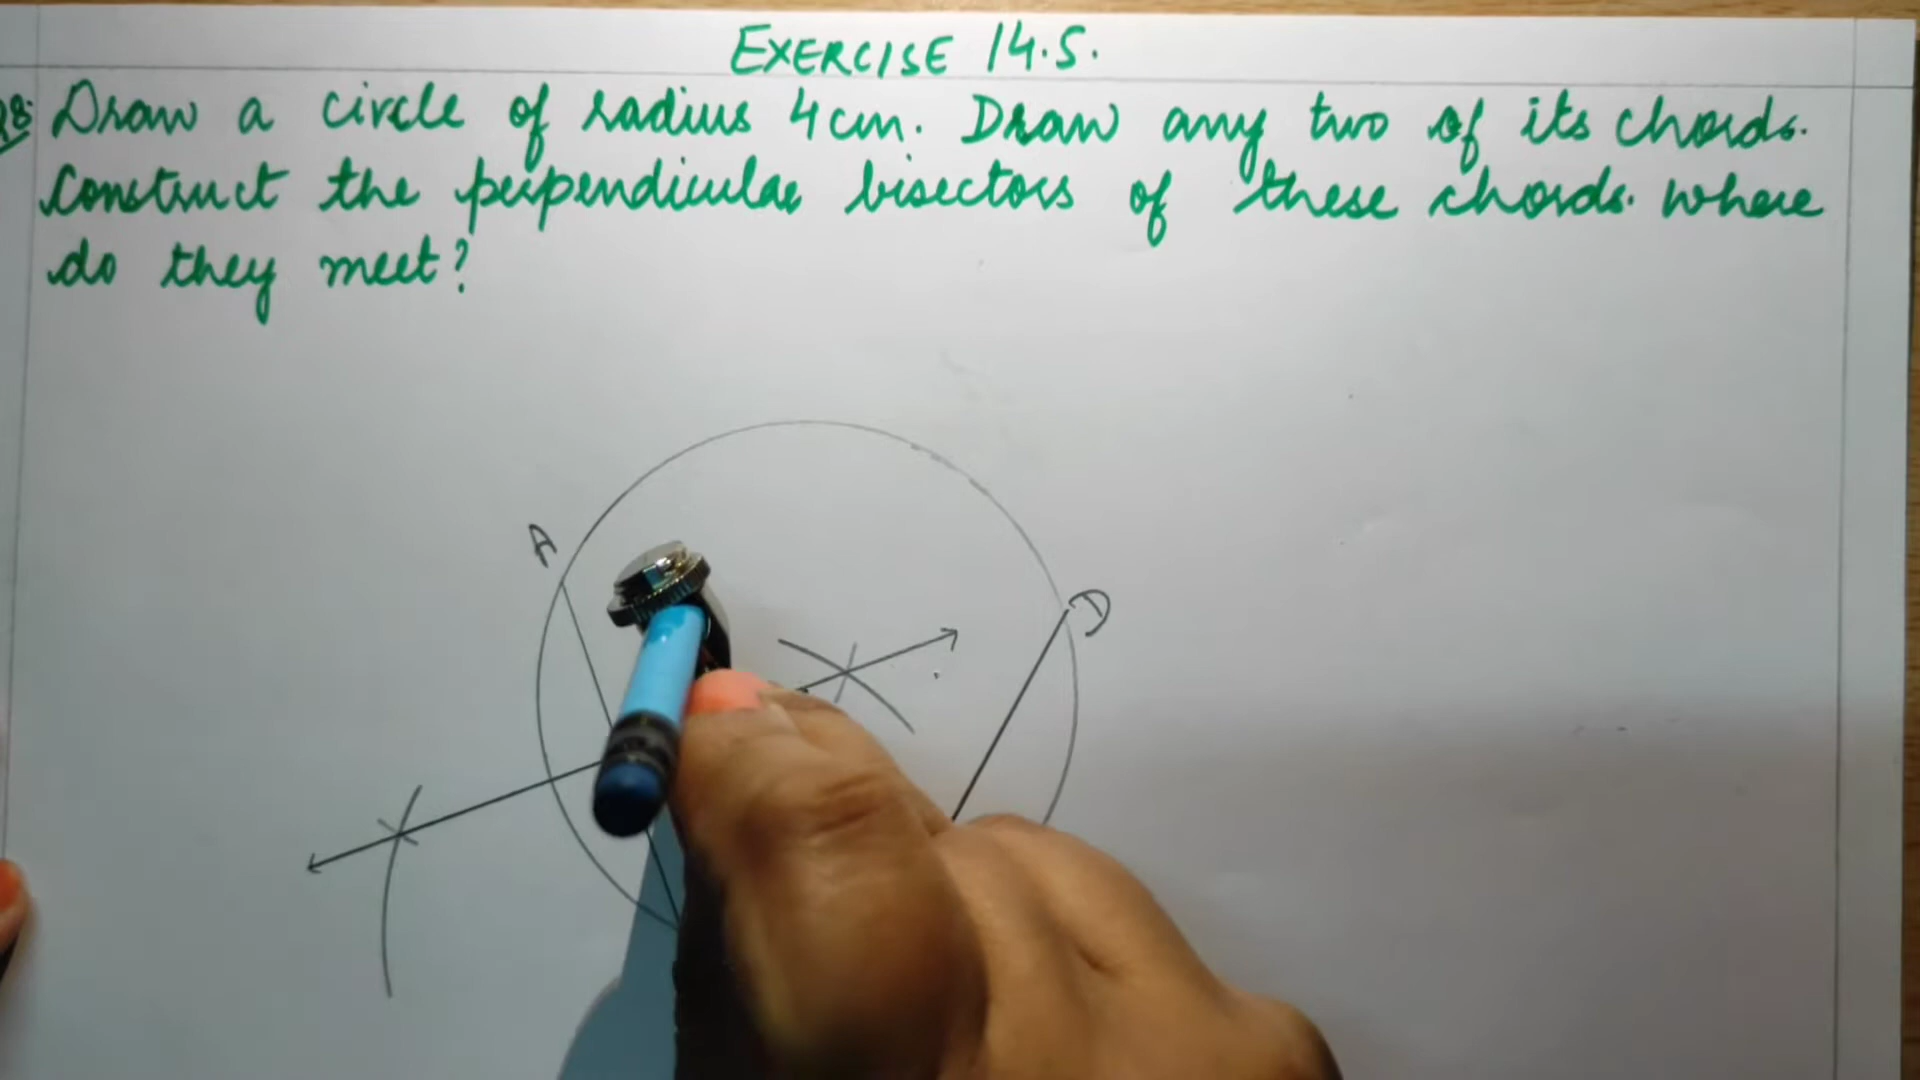 EXERCISE 14.5.
Q8: Draw a circle of radius 4cm. Draw any two of its chords.
Construct the perpendicular bisectors of these chords. where
do they meet?
A
D